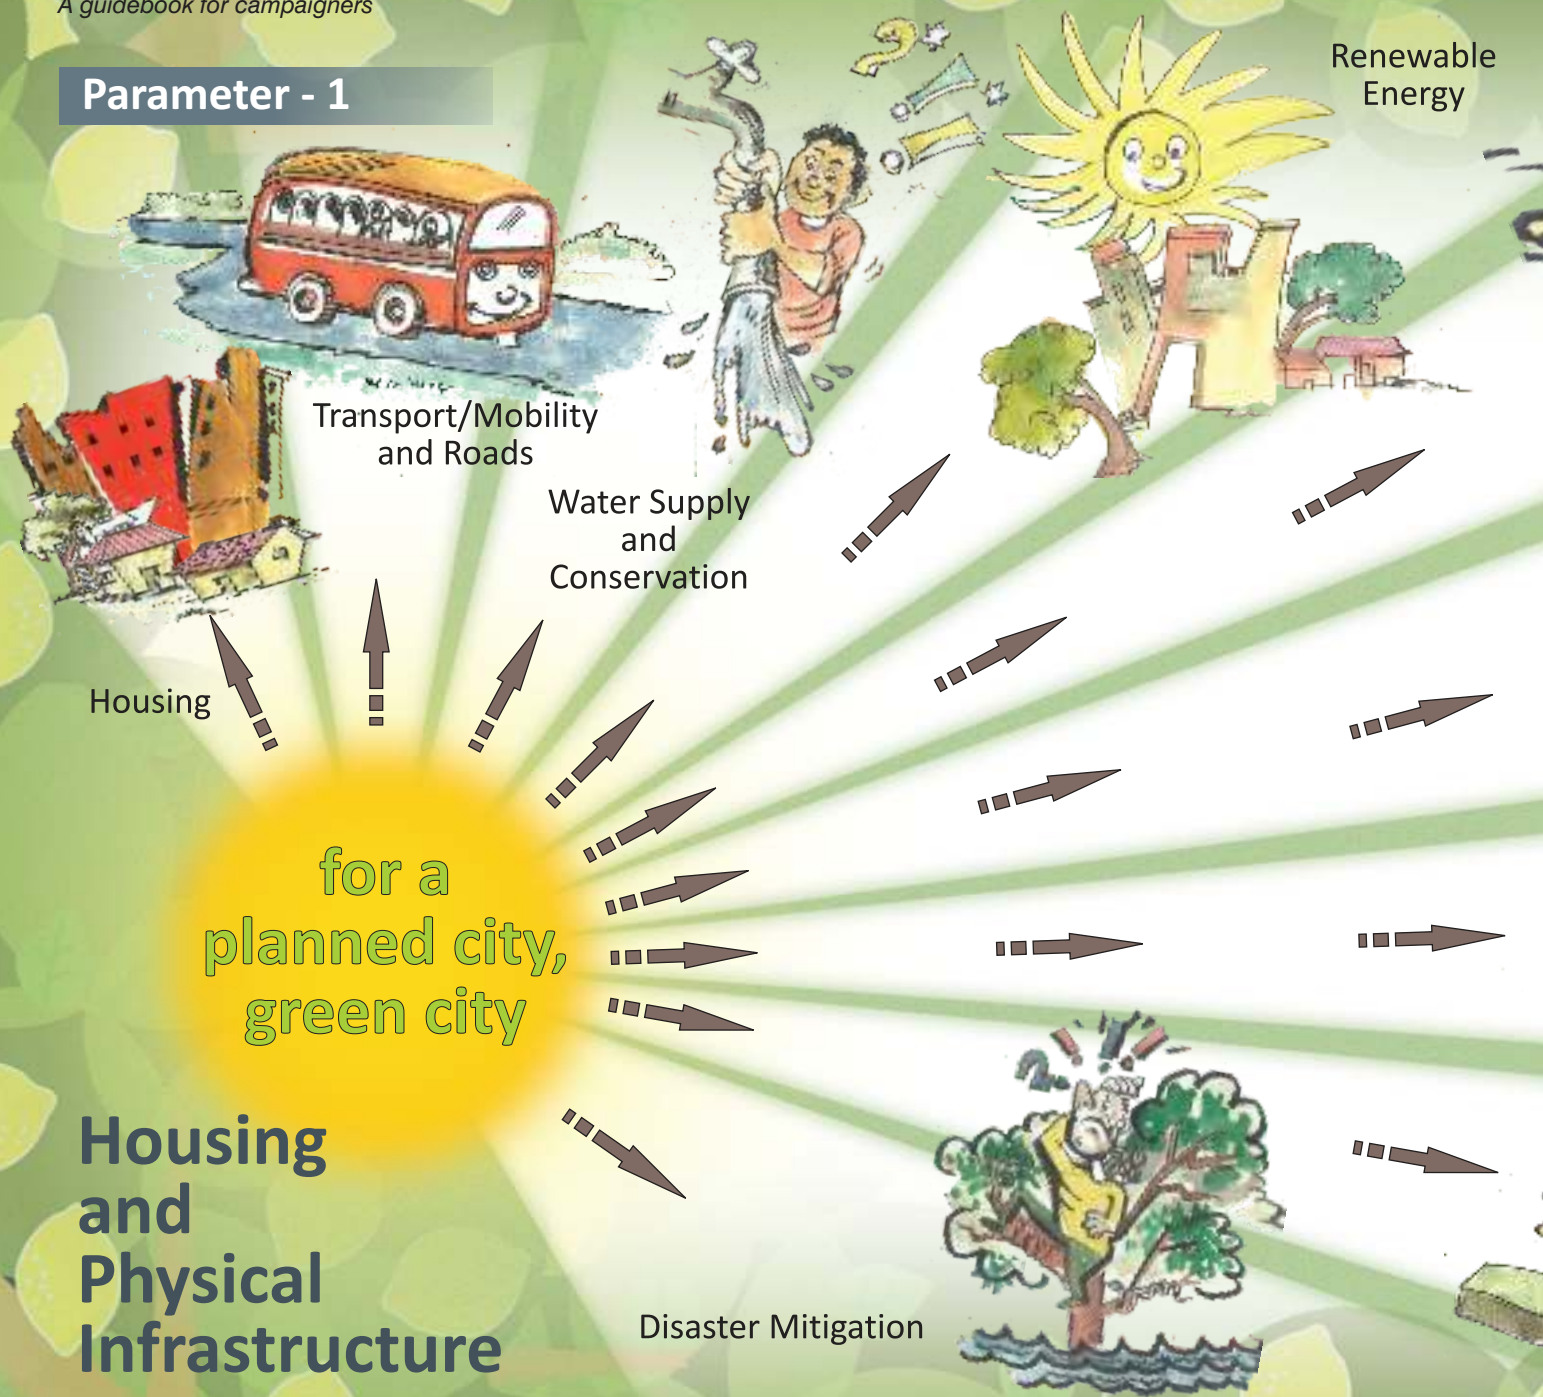 A guidebook for campaigners
Parameter - 1
Renewable
Energy
Transport/Mobility
and Roads
Water Supply
and
Conservation
Housing
for a
planned city,
green city
Housing
and
Physical
Infrastructure
Disaster Mitigation